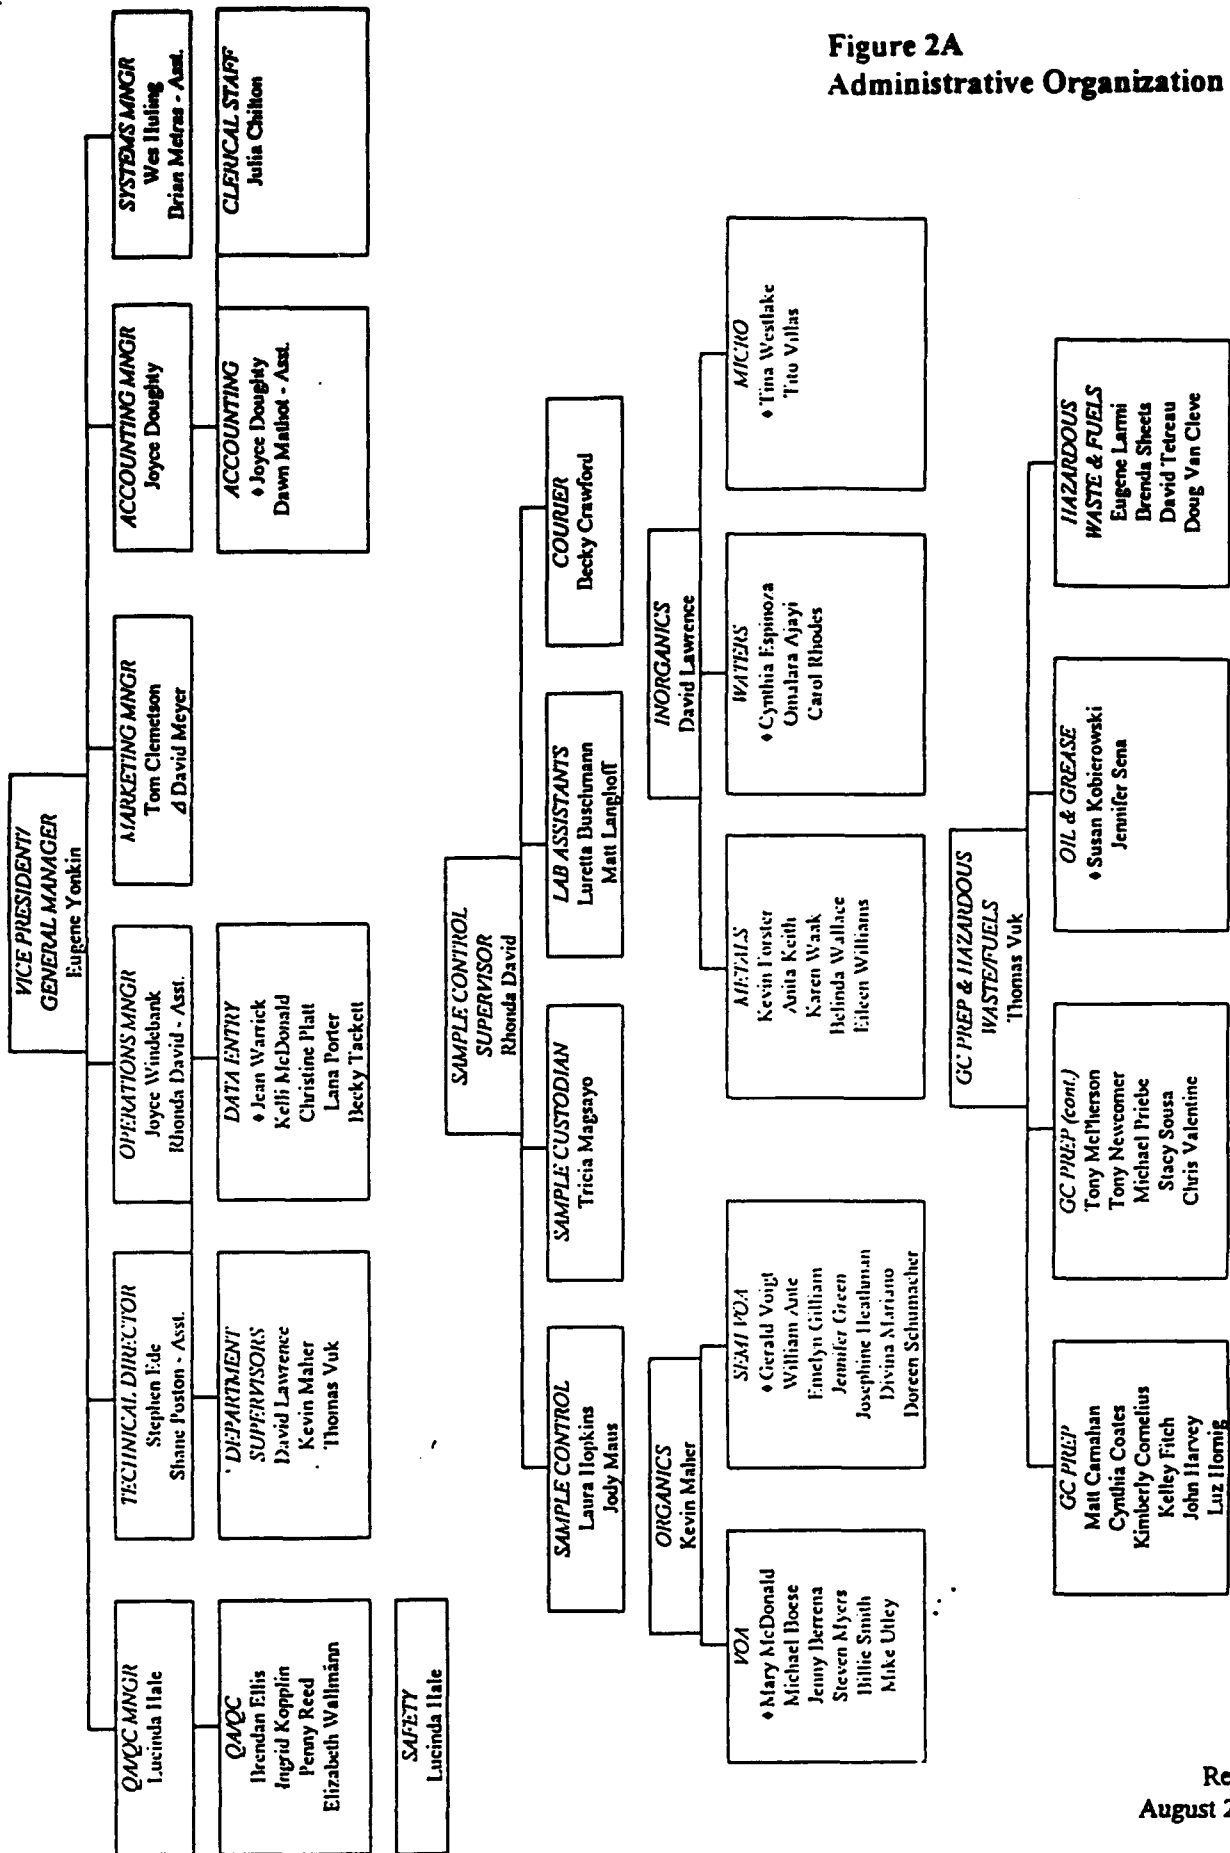 Figure 2A
Administrative Organization
VICE PRESIDENT/
GENERAL MANAGER
Eugene Yonkin
QA/QC MNGR
Lucinda Hale
TECHNICAL DIRECTOR
Stephen Ede
Shane Poston - Asst.
OPERATIONS MNGR
Joyce Windebank
Rhonda David - Asst.
MARKETING MNGR
Tom Clemetson
Δ David Meyer
ACCOUNTING MNGR
Joyce Doughty
SYSTEMS MNGR
Wes Huling
Brian Metras - Asst.
QA/QC
Brendan Ellis
Ingrid Kopplin
Penny Reed
Elizabeth Wallmann
DEPARTMENT
SUPERVISORS
David Lawrence
Kevin Maher
Thomas Vuk
DATA ENTRY
♦ Jean Warrick
Kelli McDonald
Christine Platt
Lana Porter
Becky Tackett
ACCOUNTING
♦ Joyce Doughty
Dawn Mathot - Asst.
CLERICAL STAFF
Julia Chilton
SAFETY
Lucinda Hale
SAMPLE CONTROL
SUPERVISOR
Rhonda David
SAMPLE CONTROL
Laura Hopkins
Jody Maus
SAMPLE CUSTODIAN
Tricia Magsayo
LAB ASSISTANTS
Luretta Buschmann
Matt Langhoff
COURIER
Becky Crawford
ORGANICS
Kevin Maher
INORGANICS
David Lawrence
VOA
♦ Mary McDonald
Michael Boese
Jenny Berrena
Steven Myers
Billie Smith
Mike Utley
SEMI VOA
♦ Gerald Voigt
William Ante
Emelyn Gilliam
Jennifer Green
Josephine Heathman
Divina Mariano
Doreen Schumacher
METALS
Kevin Forster
Anita Keith
Karen Waak
Belinda Wallace
Eileen Williams
WATERS
♦ Cynthia Espinoza
Omalara Ajayi
Carol Rhodes
MICRO
♦ Tina Westlake
Tito Villas
GC PREP & HAZARDOUS
WASTE/FUELS
Thomas Vuk
GC PREP
Matt Carnahan
Cynthia Coates
Kimberly Cornelius
Kelley Fitch
John Harvey
Luz Hornig
GC PREP (cont.)
Tony McPherson
Tony Newcomer
Michael Priebe
Stacy Sousa
Chris Valentine
OIL & GREASE
♦ Susan Kobierowski
Jennifer Sena
HAZARDOUS
WASTE & FUELS
Eugene Larmi
Brenda Sheets
David Tetreau
Doug Van Cleve
Re
August 2